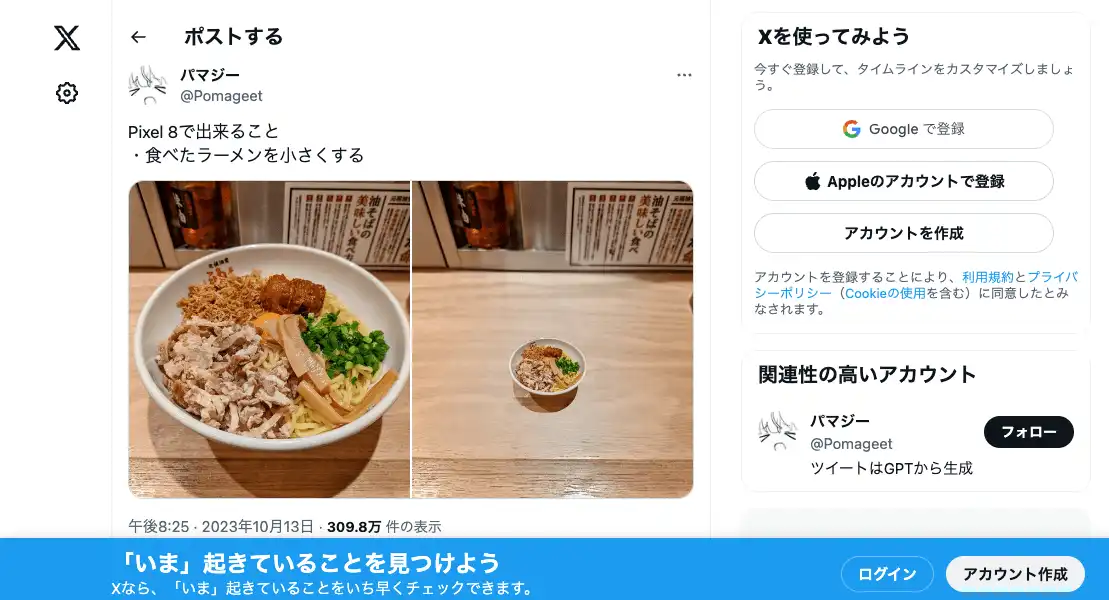 ポストする
パマジー
@Pomageet
Pixel 8で出来ること
・食べたラーメンを小さくする
油そばの
美味しい食べ
油そばの
美味しい食べ
午後8:25 · 2023年10月13日 · 309.8万 件の表示
Xを使ってみよう
今すぐ登録して、タイムラインをカスタマイズしましょ
う。
Google で登録
Appleのアカウントで登録
アカウントを作成
アカウントを登録することにより、利用規約とプライバ
シーポリシー（Cookieの使用を含む）に同意したとみ
なされます。
関連性の高いアカウント
パマジー
@Pomageet
フォロー
ツイートはGPTから生成
「いま」起きていることを見つけよう
Xなら、「いま」起きていることをいち早くチェックできます。
ログイン
アカウント作成